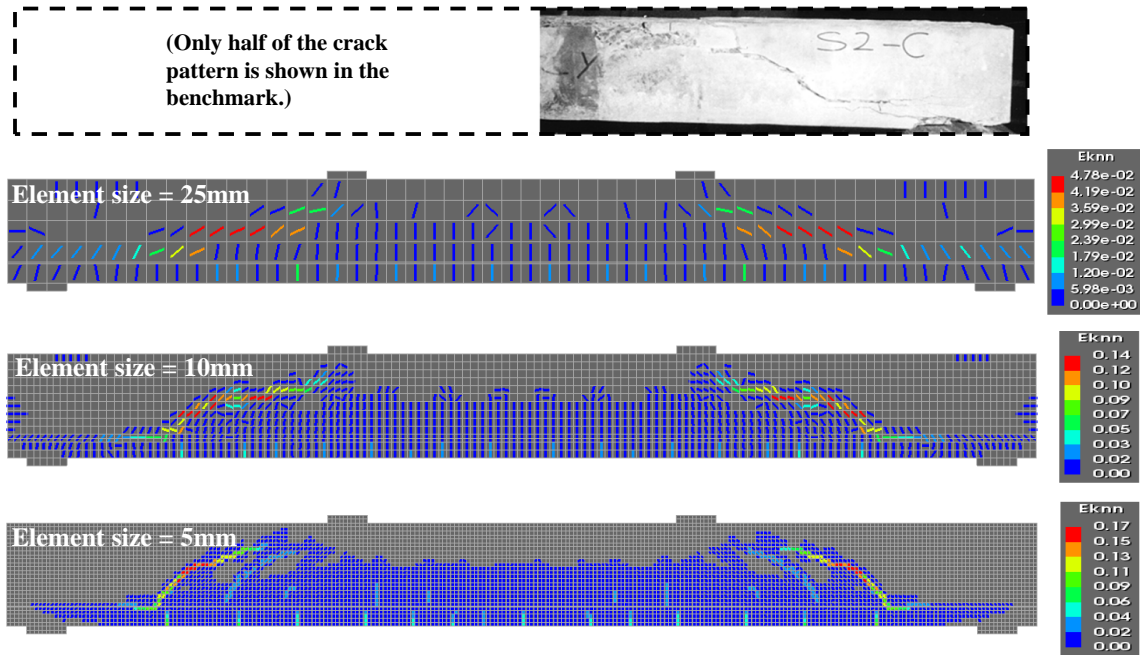 (Only half of the crack
pattern is shown in the
benchmark.)
S2-C
Element size = 25mm
Eknn
4.78e-02
4.19e-02
3.59e-02
2.99e-02
2.39e-02
1.79e-02
1.20e-02
5.98e-03
0.00e+00
Element size = 10mm
Eknn
0.14
0.12
0.10
0.09
0.07
0.05
0.03
0.02
0.00
Element size = 5mm
Eknn
0.17
0.15
0.13
0.11
0.09
0.06
0.04
0.02
0.00